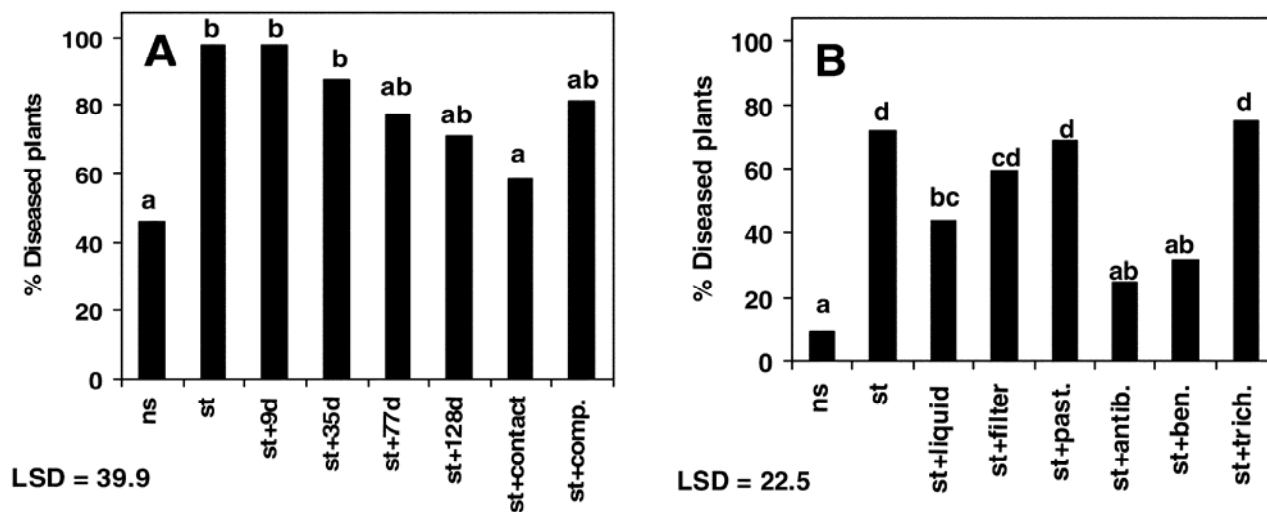 A
% Diseased plants
100
80
60
40
20
0
a
b
b
b
ab
ab
a
ab
ns
st
st+9d
st+35d
st+77d
st+128d
st+contact
st+comp.
LSD = 39.9
B
% Diseased plants
100
80
60
40
20
0
a
d
bc
cd
d
ab
ab
d
ns
st
st+liquid
st+filter
st+past.
st+antib.
st+ben.
st+trich.
LSD = 22.5